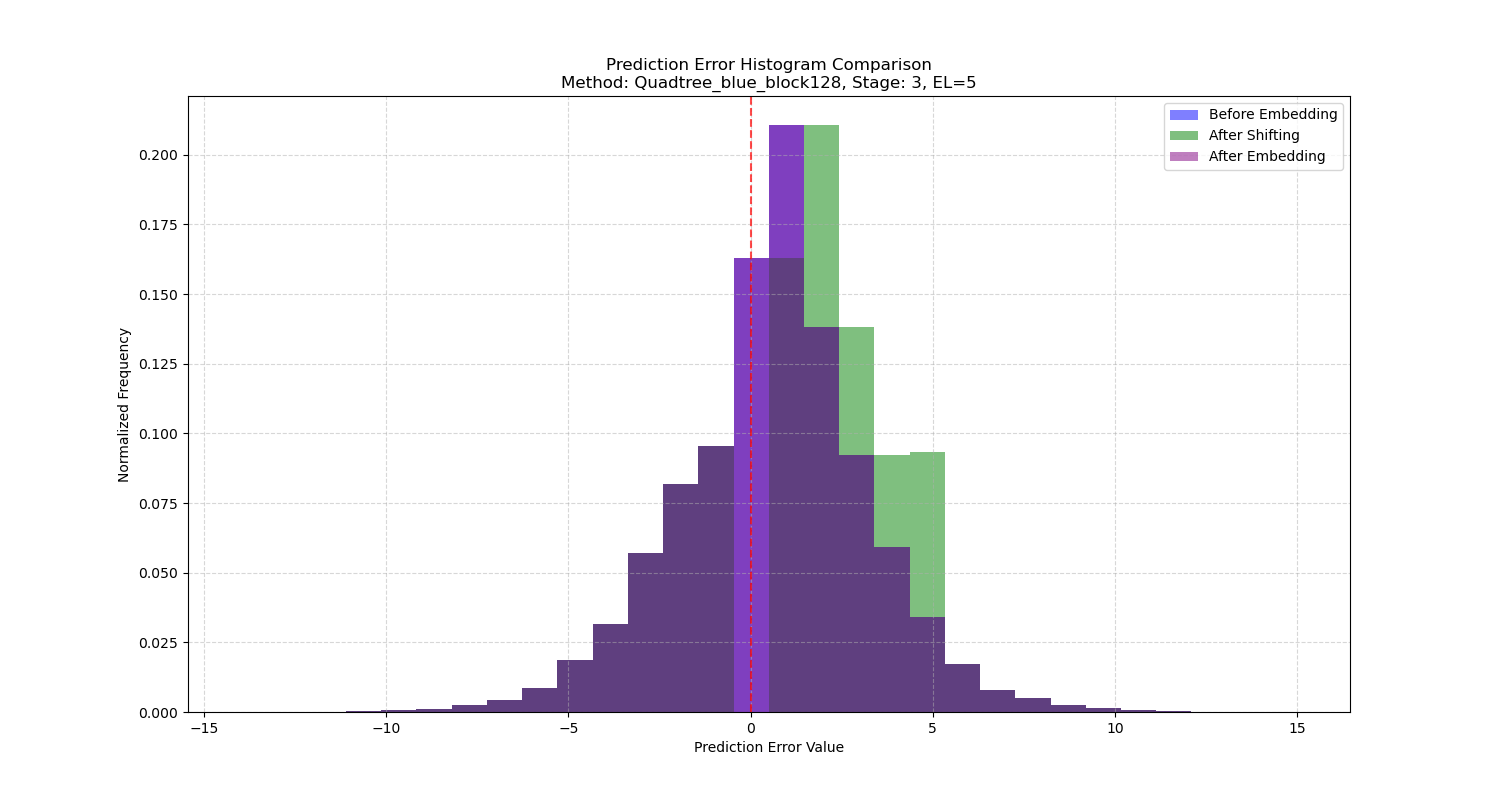 Prediction Error Histogram Comparison
Method: Quadtree_blue_block128, Stage: 3, EL=5
Before Embedding
After Shifting
After Embedding
Normalized Frequency
0.200
0.175
0.150
0.125
0.100
0.075
0.050
0.025
0.000
−15 −10 −5 0 5 10 15
Prediction Error Value